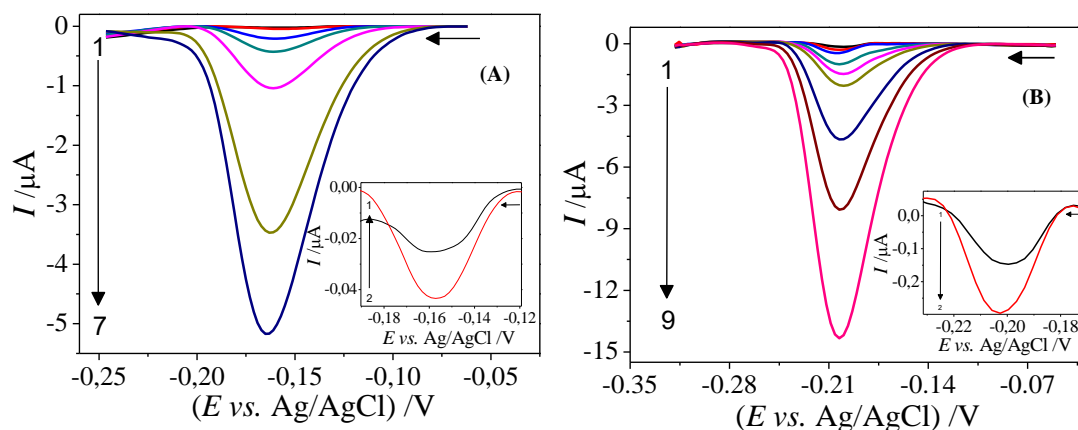 0
-1
-2
-3
-4
-5
I /µA
1
7
(A)
-0,25 -0,20 -0,15 -0,10 -0,05
(E vs. Ag/AgCl) /V
0,00
-0,02
-0,04
I /µA
1
2
-0,18 -0,16 -0,14 -0,12
E vs. Ag/AgCl /V
0
-3
-6
-9
-12
-15
I /µA
1
9
(B)
-0.35 -0.28 -0.21 -0.14 -0.07
(E vs. Ag/AgCl) /V
0,0
-0,1
-0,2
-0,3
I /µA
1
2
-0,22 -0,20 -0,18
E vs. Ag/AgCl /V